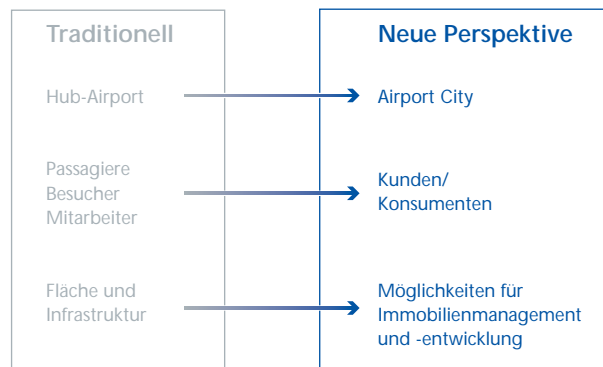 Traditionell
Neue Perspektive
Hub-Airport
Airport City
Passagiere
Besucher
Mitarbeiter
Kunden/
Konsumenten
Fläche und
Infrastruktur
Möglichkeiten für
Immobilienmanagement
und -entwicklung